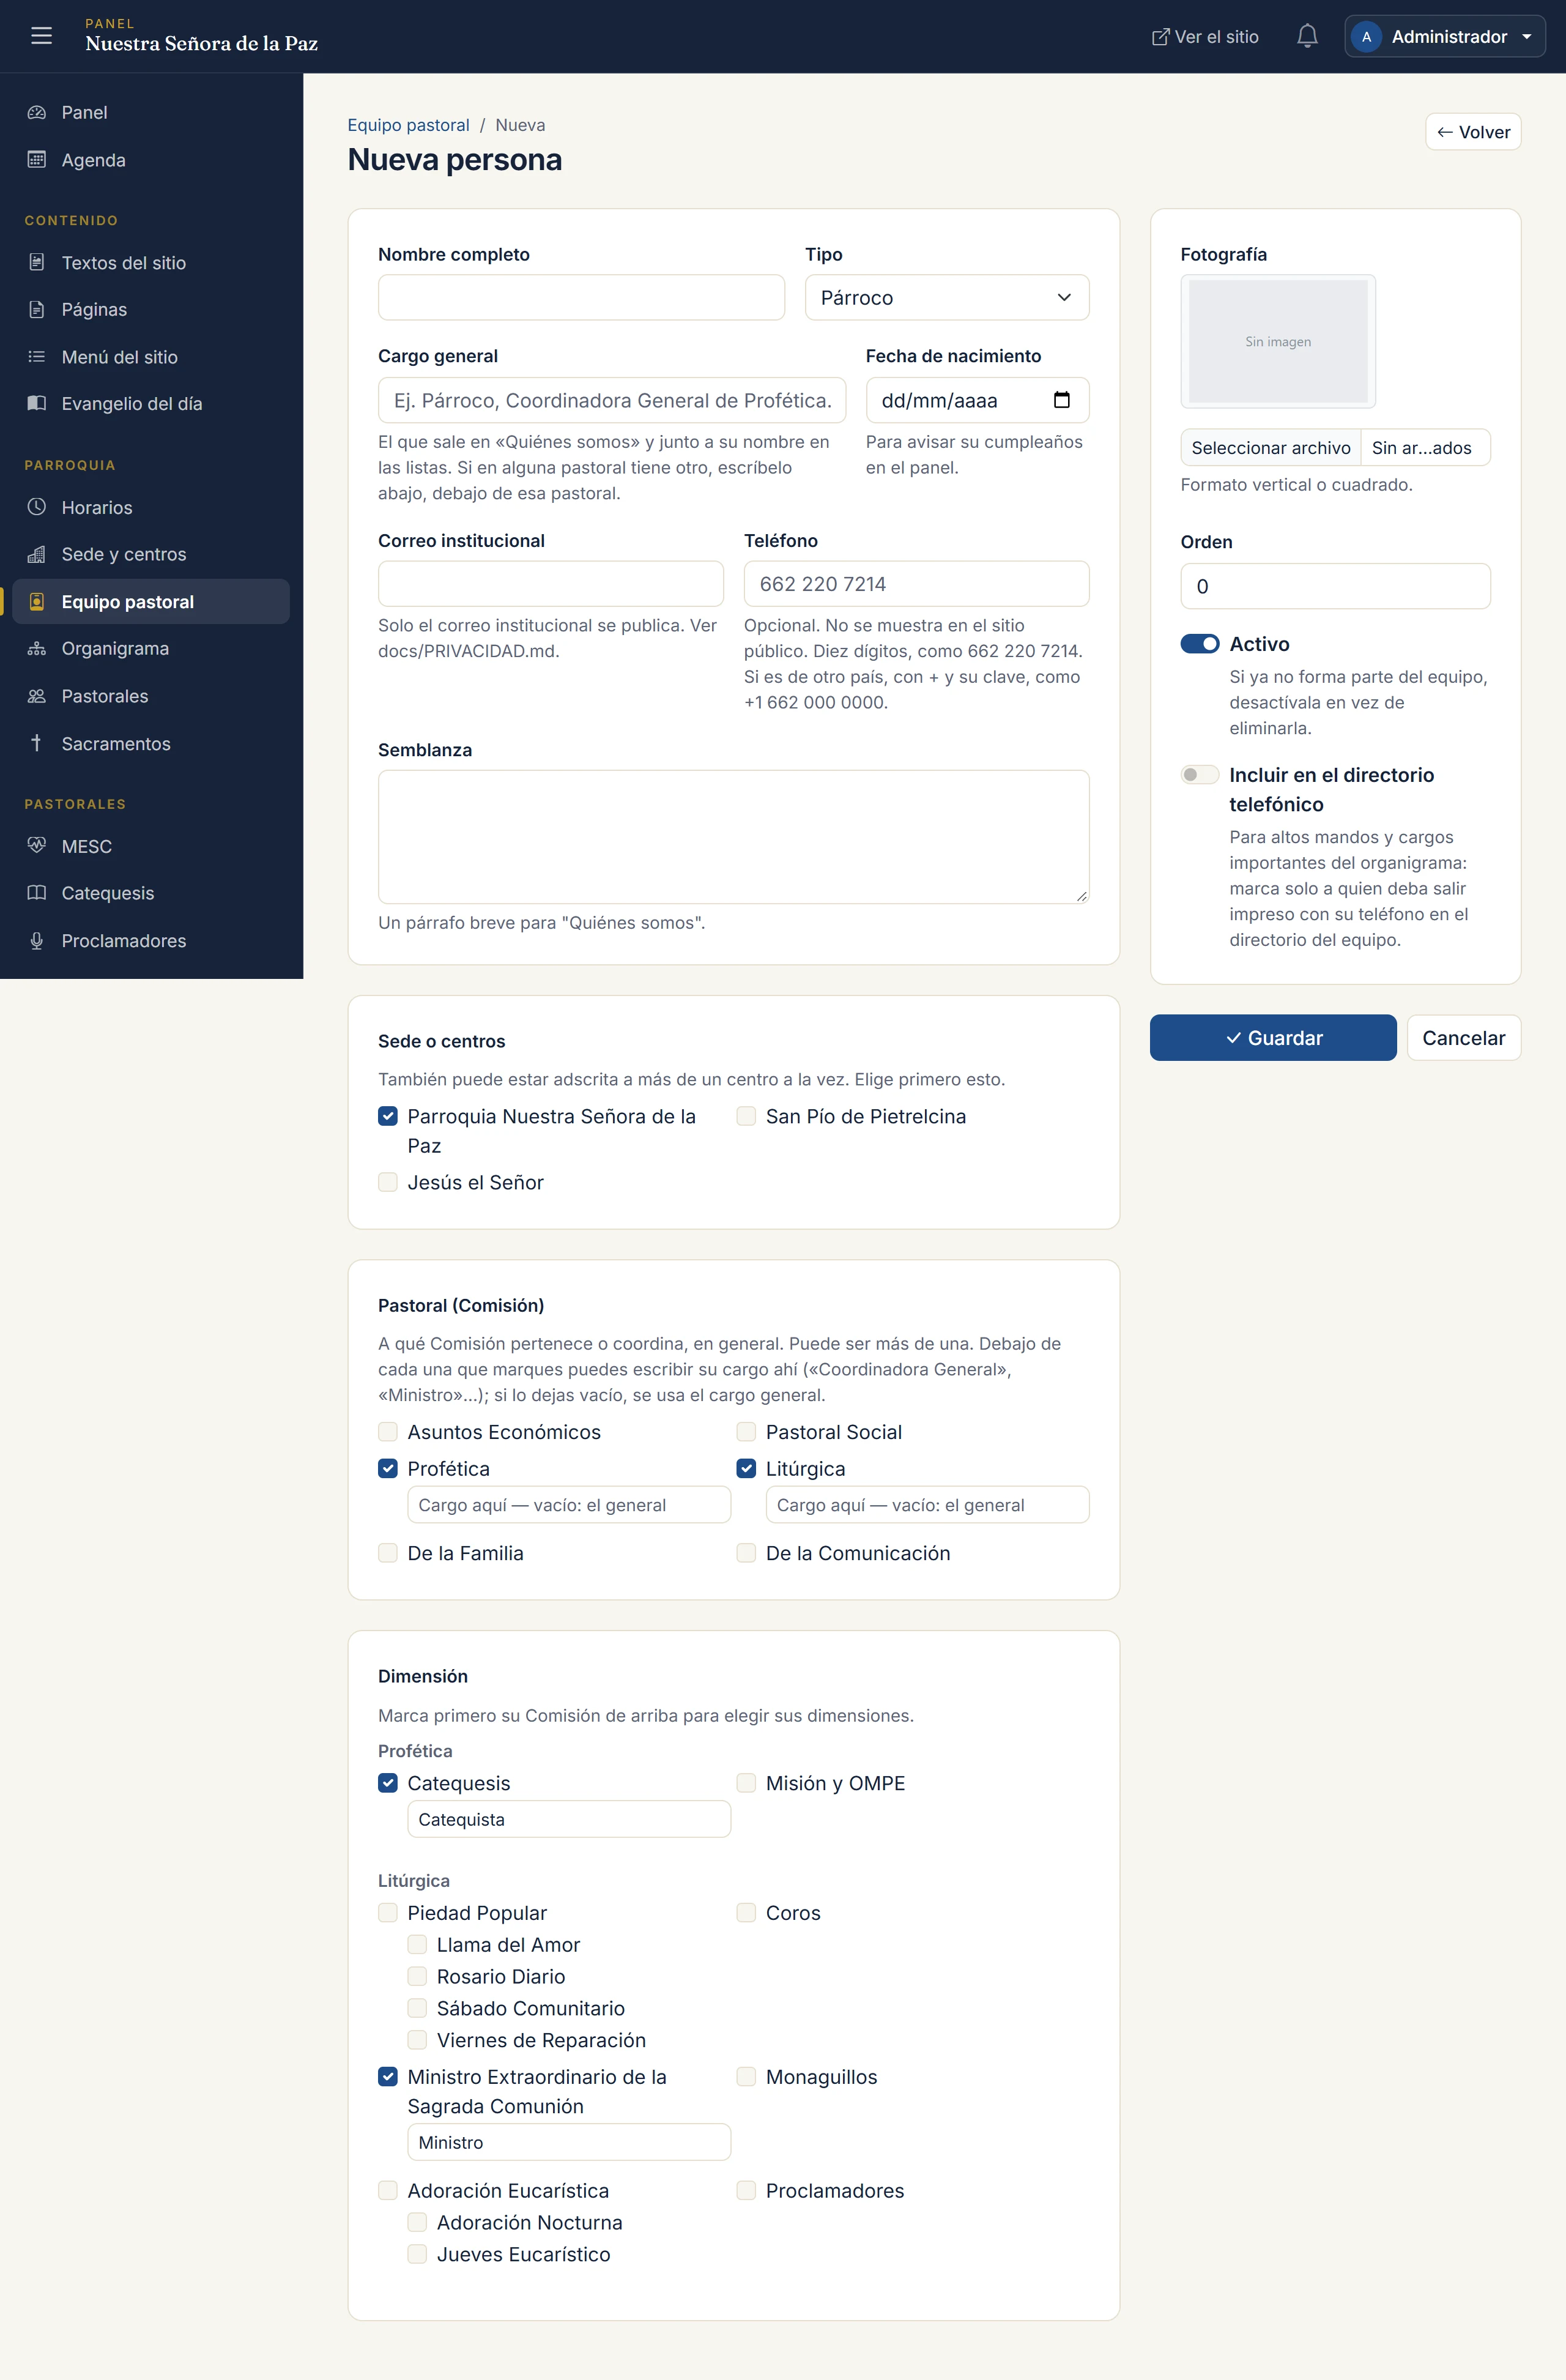 PANEL
Nuestra Señora de la Paz
Ver el sitio
A
Administrador
Panel
Agenda
CONTENIDO
Textos del sitio
Páginas
Menú del sitio
Evangelio del día
PARROQUIA
Horarios
Sede y centros
Equipo pastoral
Organigrama
Pastorales
Sacramentos
PASTORALES
MESC
Catequesis
Proclamadores
Equipo pastoral / Nueva
Nueva persona
← Volver
Nombre completo
Tipo
Párroco
Cargo general
Fecha de nacimiento
Ej. Párroco, Coordinadora General de Profética.
dd/mm/aaaa
El que sale en «Quiénes somos» y junto a su nombre en
las listas. Si en alguna pastoral tiene otro, escríbelo
abajo, debajo de esa pastoral.
Para avisar su cumpleaños
en el panel.
Correo institucional
Teléfono
662 220 7214
Solo el correo institucional se publica. Ver
docs/PRIVACIDAD.md.
Opcional. No se muestra en el sitio
público. Diez dígitos, como 662 220 7214.
Si es de otro país, con + y su clave, como
+1 662 000 0000.
Semblanza
Un párrafo breve para "Quiénes somos".
Fotografía
Sin imagen
Seleccionar archivo
Sin ar...ados
Formato vertical o cuadrado.
Orden
0
Activo
Si ya no forma parte del equipo,
desactívala en vez de
eliminarla.
Incluir en el directorio
telefónico
Para altos mandos y cargos
importantes del organigrama:
marca solo a quien deba salir
impreso con su teléfono en el
directorio del equipo.
Guardar
Cancelar
Sede o centros
También puede estar adscrita a más de un centro a la vez. Elige primero esto.
Parroquia Nuestra Señora de la
Paz
San Pío de Pietrelcina
Jesús el Señor
Pastoral (Comisión)
A qué Comisión pertenece o coordina, en general. Puede ser más de una. Debajo de
cada una que marques puedes escribir su cargo ahí («Coordinadora General»,
«Ministro»...); si lo dejas vacío, se usa el cargo general.
Asuntos Económicos
Pastoral Social
Profética
Litúrgica
Cargo aquí — vacío: el general
Cargo aquí — vacío: el general
De la Familia
De la Comunicación
Dimensión
Marca primero su Comisión de arriba para elegir sus dimensiones.
Profética
Catequesis
Misión y OMPE
Catequista
Litúrgica
Piedad Popular
Coros
Llama del Amor
Rosario Diario
Sábado Comunitario
Viernes de Reparación
Ministro Extraordinario de la
Sagrada Comunión
Monaguillos
Ministro
Adoración Eucarística
Proclamadores
Adoración Nocturna
Jueves Eucarístico